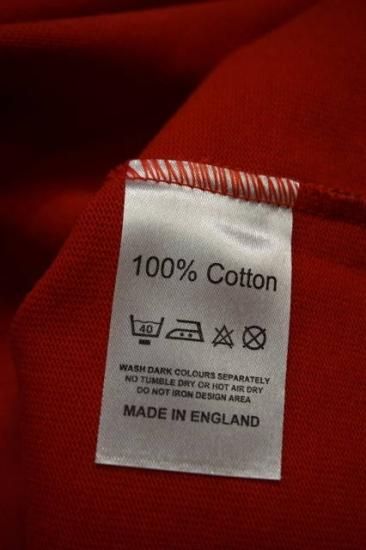 100% Cotton
40
WASH DARK COLOURS SEPARATELY
NO TUMBLE DRY OR HOT AIR DRY
DO NOT IRON DESIGN AREA
MADE IN ENGLAND